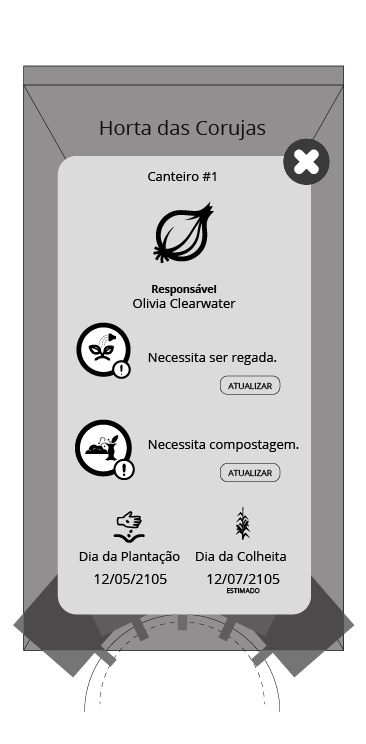 Horta das Corujas
Canteiro #1
Responsável
Olivia Clearwater
Necessita ser regada.
ATUALIZAR
Necessita compostagem.
ATUALIZAR
Dia da Plantação
12/05/2105
Dia da Colheita
12/07/2105
ESTIMADO